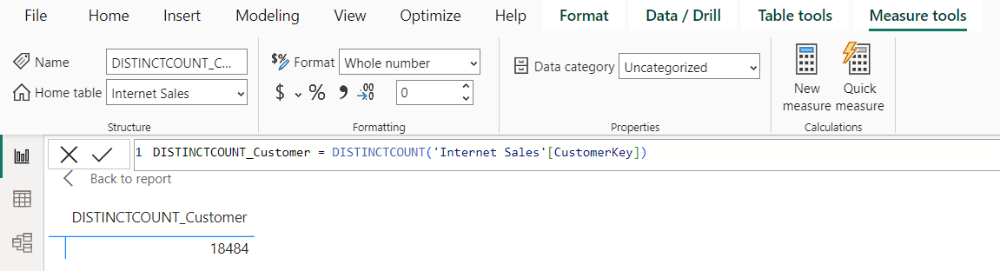 File Home Insert Modeling View Optimize Help Format Data / Drill Table tools Measure tools
Name DISTINCTCOUNT_C... $% Format Whole number Data category Uncategorized
Home table Internet Sales $ % .00 0 New measure Quick measure
Structure Formatting Properties Calculations
1 DISTINCTCOUNT_Customer = DISTINCTCOUNT('Internet Sales'[CustomerKey])
Back to report
DISTINCTCOUNT_Customer
18484